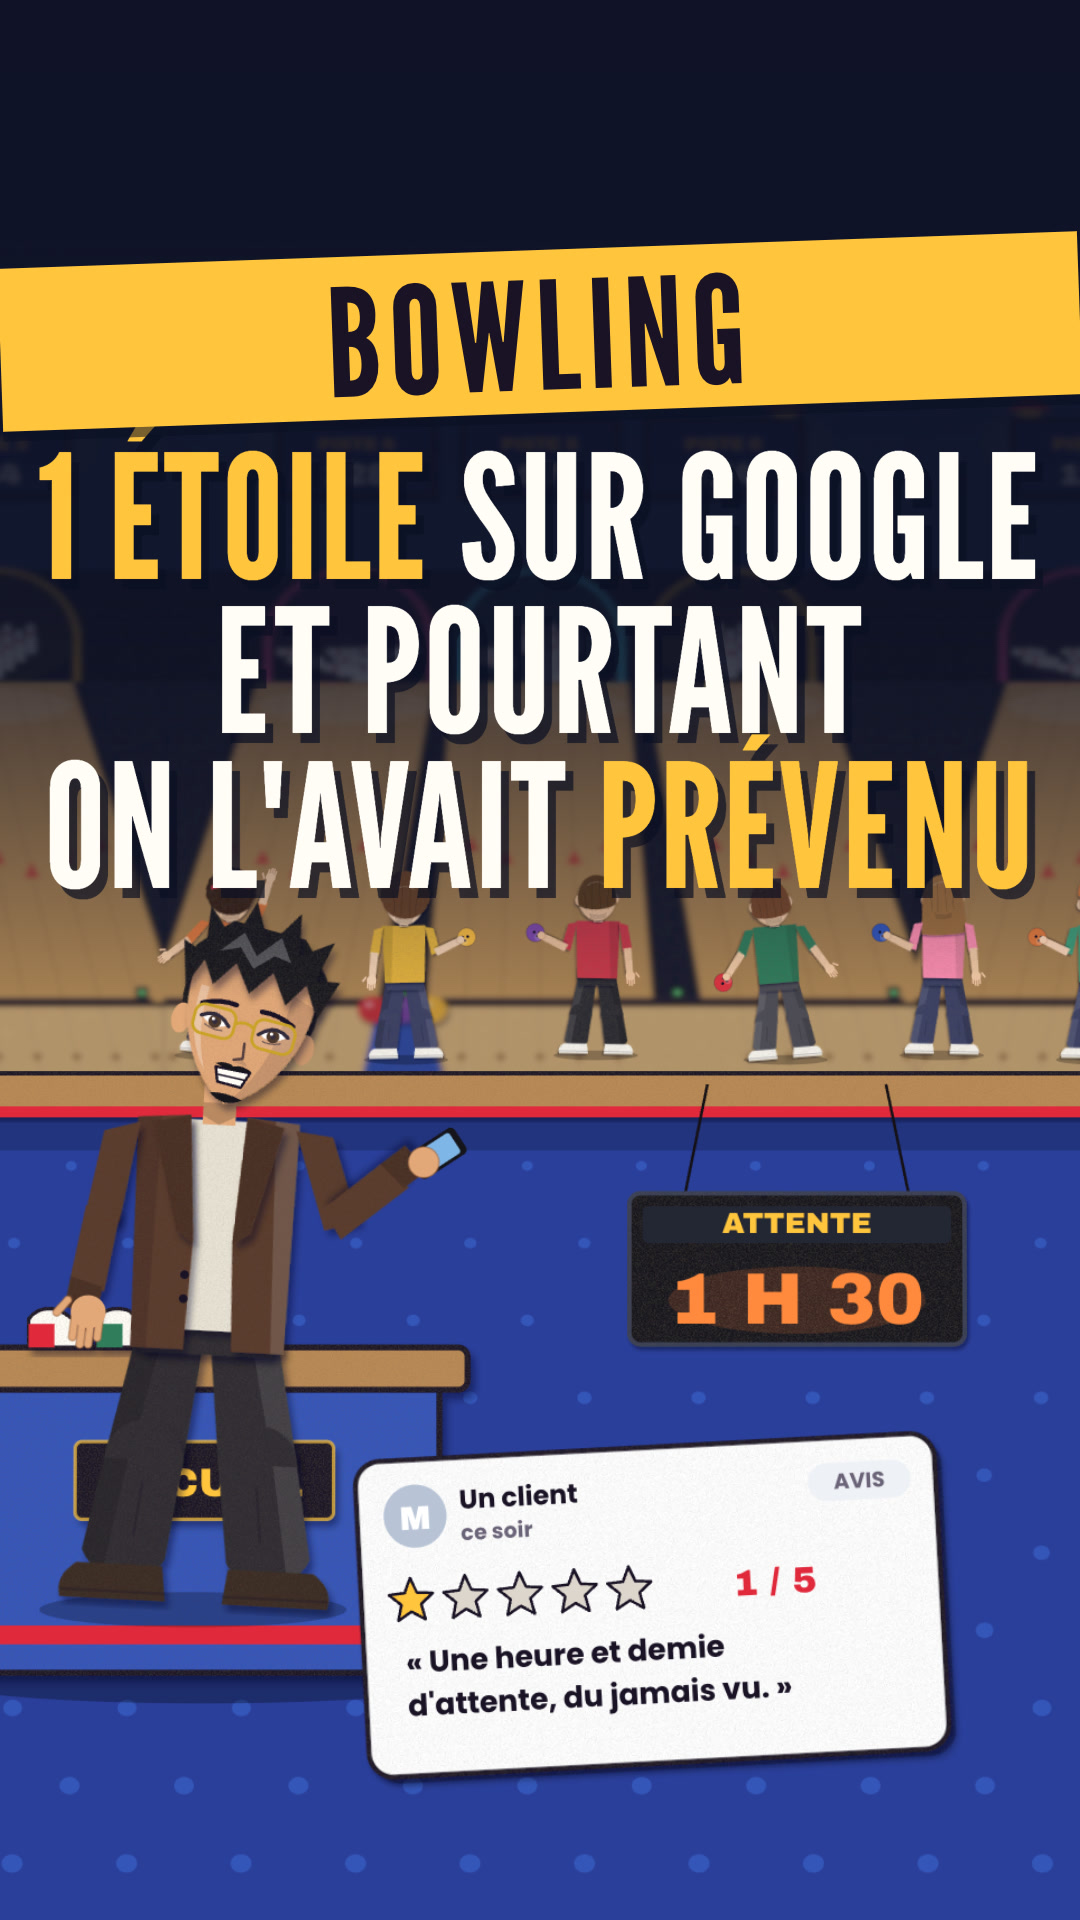 BOWLING
1 ÉTOILE SUR GOOGLE
ET POURTANT
ON L'AVAIT PRÉVENU
ATTENTE
1 H 30
M
Un client
ce soir
AVIS
1 / 5
« Une heure et demie
d'attente, du jamais vu. »